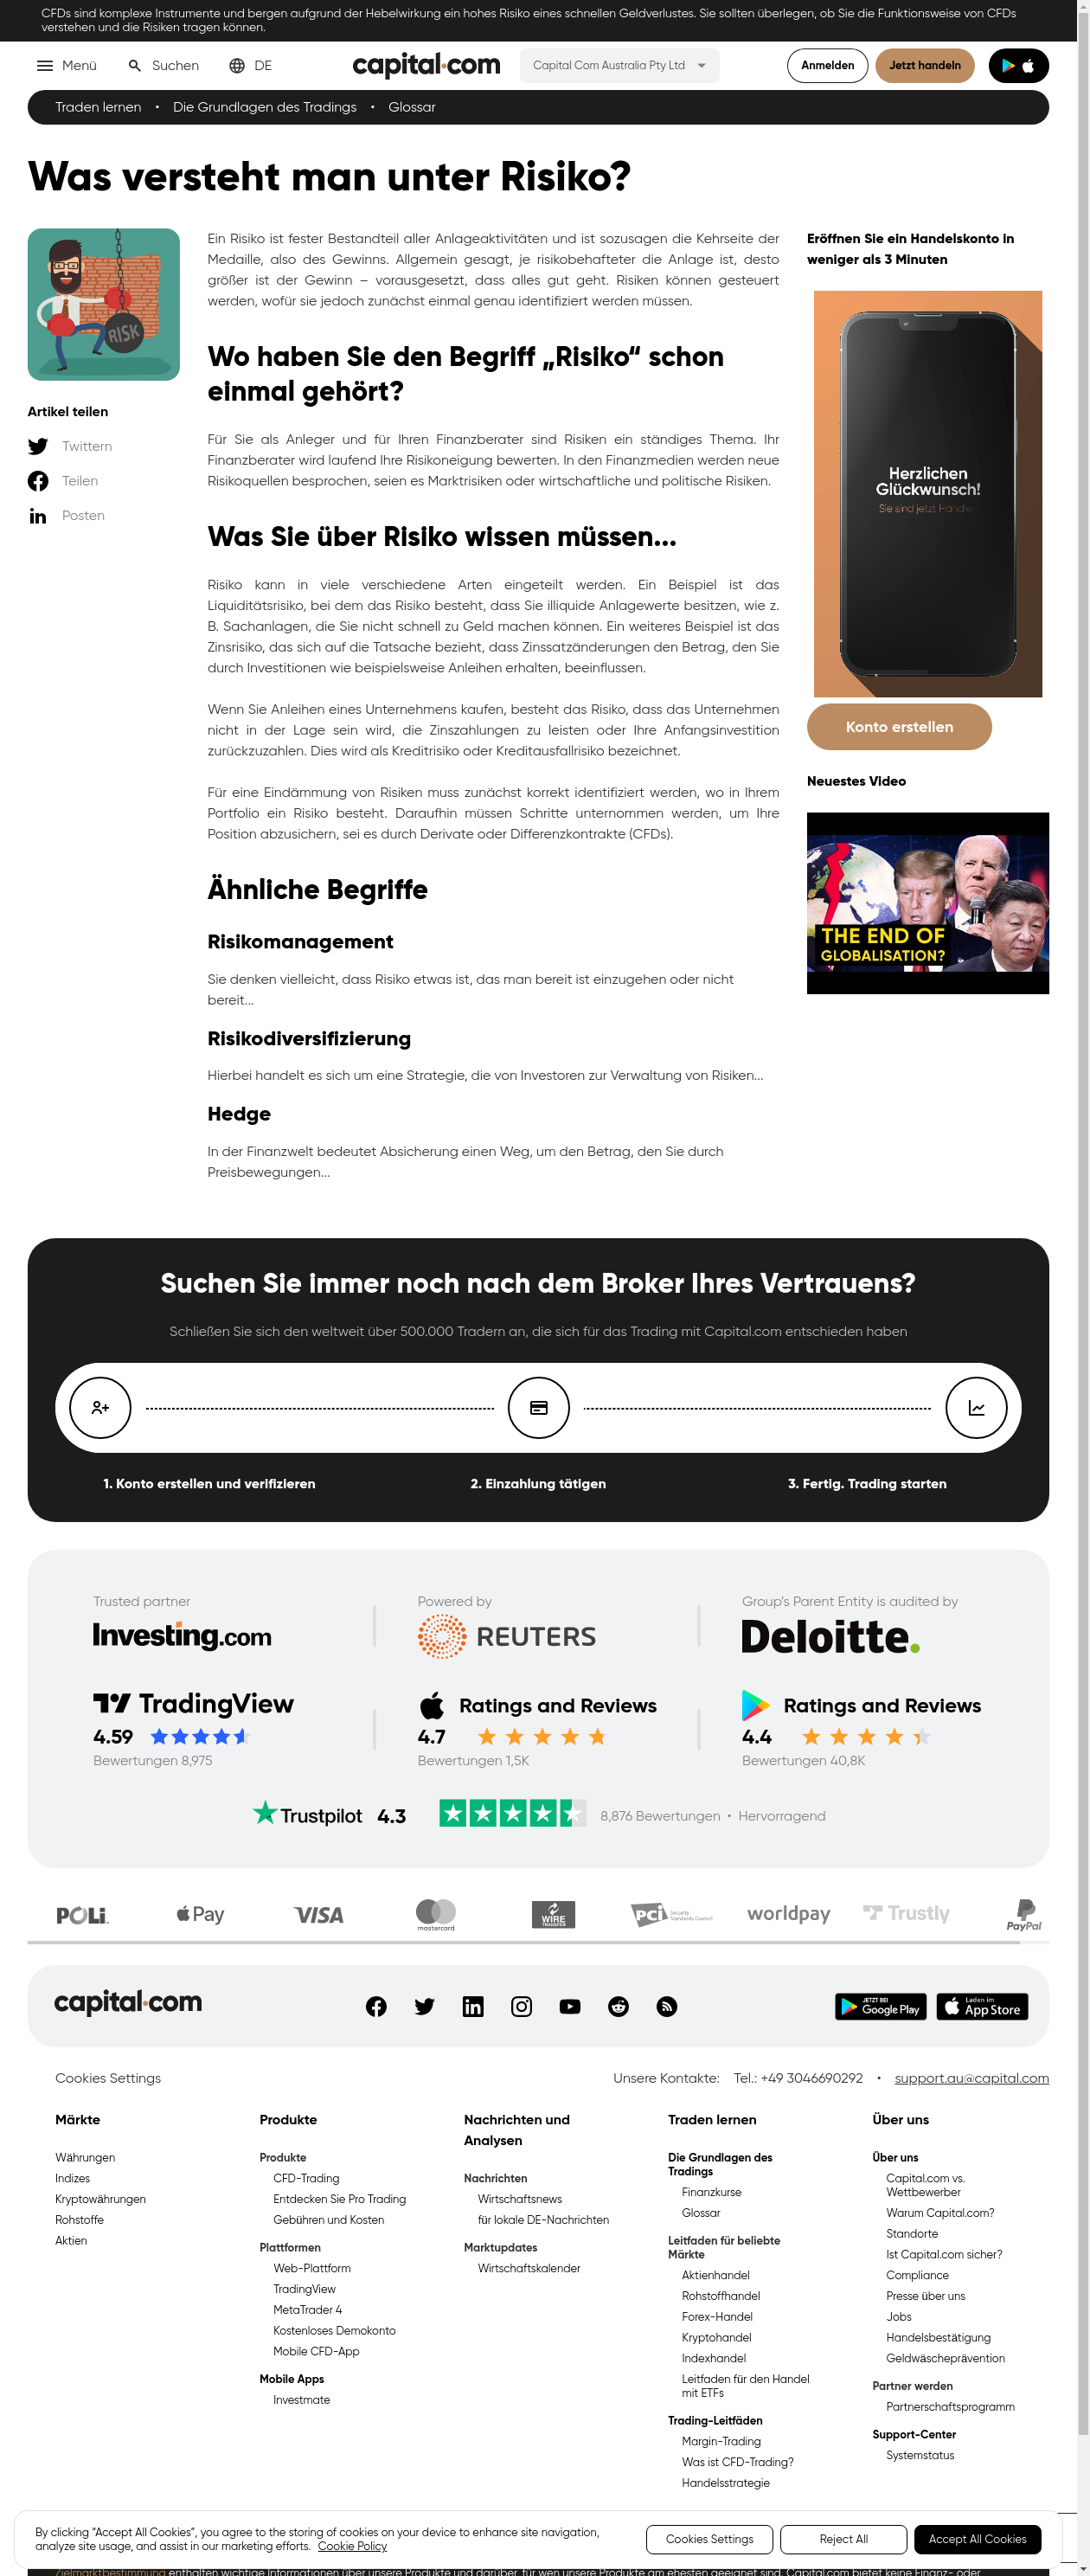 CFDs sind komplexe Instrumente und bergen aufgrund der Hebelwirkung ein hohes Risiko eines schnellen Geldverlustes. Sie sollten überlegen, ob Sie die Funktionsweise von CFDs
verstehen und die Risiken tragen können.
Menü
Suchen
DE
capital.com
Capital Com Australia Pty Ltd
Anmelden
Jetzt handeln
Traden lernen • Die Grundlagen des Tradings • Glossar
Was versteht man unter Risiko?
RISK
Artikel teilen
Twittern
Teilen
Posten
Ein Risiko ist fester Bestandteil aller Anlageaktivitäten und ist sozusagen die Kehrseite der
Medaille, also des Gewinns. Allgemein gesagt, je risikobehafteter die Anlage ist, desto
größer ist der Gewinn – vorausgesetzt, dass alles gut geht. Risiken können gesteuert
werden, wofür sie jedoch zunächst einmal genau identifiziert werden müssen.
Wo haben Sie den Begriff „Risiko“ schon
einmal gehört?
Für Sie als Anleger und für Ihren Finanzberater sind Risiken ein ständiges Thema. Ihr
Finanzberater wird laufend Ihre Risikoneigung bewerten. In den Finanzmedien werden neue
Risikoquellen besprochen, seien es Marktrisiken oder wirtschaftliche und politische Risiken.
Was Sie über Risiko wissen müssen...
Risiko kann in viele verschiedene Arten eingeteilt werden. Ein Beispiel ist das
Liquiditätsrisiko, bei dem das Risiko besteht, dass Sie illiquide Anlagewerte besitzen, wie z.
B. Sachanlagen, die Sie nicht schnell zu Geld machen können. Ein weiteres Beispiel ist das
Zinsrisiko, das sich auf die Tatsache bezieht, dass Zinssatzänderungen den Betrag, den Sie
durch Investitionen wie beispielsweise Anleihen erhalten, beeinflussen.
Wenn Sie Anleihen eines Unternehmens kaufen, besteht das Risiko, dass das Unternehmen
nicht in der Lage sein wird, die Zinszahlungen zu leisten oder Ihre Anfangsinvestition
zurückzuzahlen. Dies wird als Kreditrisiko oder Kreditausfallrisiko bezeichnet.
Für eine Eindämmung von Risiken muss zunächst korrekt identifiziert werden, wo in Ihrem
Portfolio ein Risiko besteht. Daraufhin müssen Schritte unternommen werden, um Ihre
Position abzusichern, sei es durch Derivate oder Differenzkontrakte (CFDs).
Ähnliche Begriffe
Risikomanagement
Sie denken vielleicht, dass Risiko etwas ist, das man bereit ist einzugehen oder nicht
bereit...
Risikodiversifizierung
Hierbei handelt es sich um eine Strategie, die von Investoren zur Verwaltung von Risiken...
Hedge
In der Finanzwelt bedeutet Absicherung einen Weg, um den Betrag, den Sie durch
Preisbewegungen...
Eröffnen Sie ein Handelskonto in
weniger als 3 Minuten
Herzlichen
Glückwunsch!
Sie sind jetzt Händle
Konto erstellen
Neuestes Video
THE END OF
GLOBALISATION?
Suchen Sie immer noch nach dem Broker Ihres Vertrauens?
Schließen Sie sich den weltweit über 500.000 Tradern an, die sich für das Trading mit Capital.com entschieden haben
1. Konto erstellen und verifizieren
2. Einzahlung tätigen
3. Fertig. Trading starten
Trusted partner
Investing.com
Powered by
REUTERS
Group’s Parent Entity is audited by
Deloitte.
TradingView
4.59
Bewertungen 8,975
Ratings and Reviews
4.7
Bewertungen 1,5K
Ratings and Reviews
4.4
Bewertungen 40,8K
Trustpilot 4.3
8,876 Bewertungen • Hervorragend
POLi
Pay
VISA
mastercard
WIRE
TRANSFER
PCI Security
Standards Council
worldpay
Trustly
PayPal
capital.com
JETZT BEI
Google Play
Laden im
App Store
Cookies Settings
Unsere Kontakte: Tel.: +49 3046690292 • support.au@capital.com
Märkte
Währungen
Indizes
Kryptowährungen
Rohstoffe
Aktien
Produkte
Produkte
CFD-Trading
Entdecken Sie Pro Trading
Gebühren und Kosten
Plattformen
Web-Plattform
TradingView
MetaTrader 4
Kostenloses Demokonto
Mobile CFD-App
Mobile Apps
Investmate
Nachrichten und
Analysen
Nachrichten
Wirtschaftsnews
für lokale DE-Nachrichten
Marktupdates
Wirtschaftskalender
Traden lernen
Die Grundlagen des
Tradings
Finanzkurse
Glossar
Leitfaden für beliebte
Märkte
Aktienhandel
Rohstoffhandel
Forex-Handel
Kryptohandel
Indexhandel
Leitfaden für den Handel
mit ETFs
Trading-Leitfäden
Margin-Trading
Was ist CFD-Trading?
Handelsstrategie
Über uns
Über uns
Capital.com vs.
Wettbewerber
Warum Capital.com?
Standorte
Ist Capital.com sicher?
Compliance
Presse über uns
Jobs
Handelsbestätigung
Geldwäscheprävention
Partner werden
Partnerschaftsprogramm
Support-Center
Systemstatus
By clicking “Accept All Cookies”, you agree to the storing of cookies on your device to enhance site navigation,
analyze site usage, and assist in our marketing efforts. Cookie Policy
Cookies Settings
Reject All
Accept All Cookies
Zielmarktbestimmung enthalten wichtige Informationen über unsere Produkte und darüber, für wen unsere Produkte am ehesten geeignet sind. Capital.com bietet keine Finanz- oder